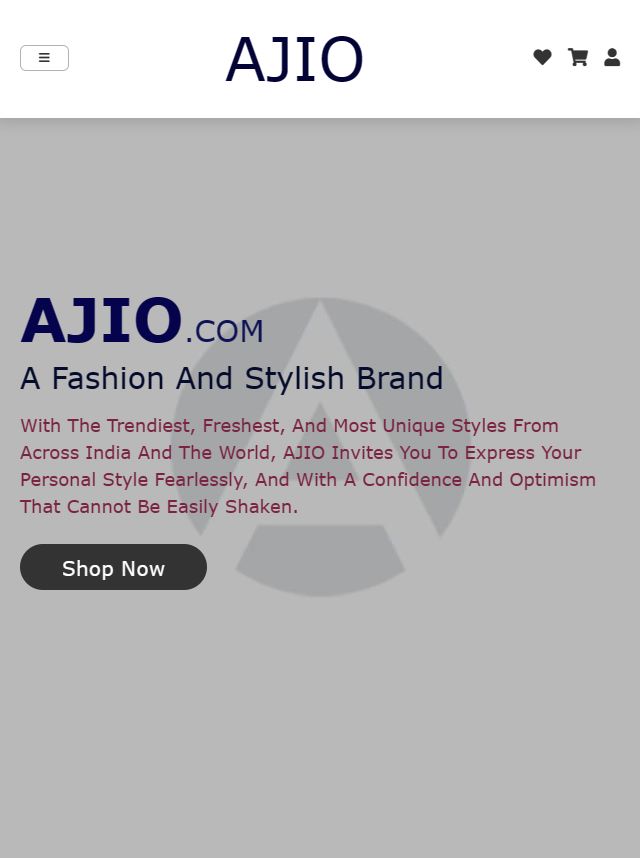 AJIO
AJIO.COM
A Fashion And Stylish Brand
With The Trendiest, Freshest, And Most Unique Styles From
Across India And The World, AJIO Invites You To Express Your
Personal Style Fearlessly, And With A Confidence And Optimism
That Cannot Be Easily Shaken.
Shop Now